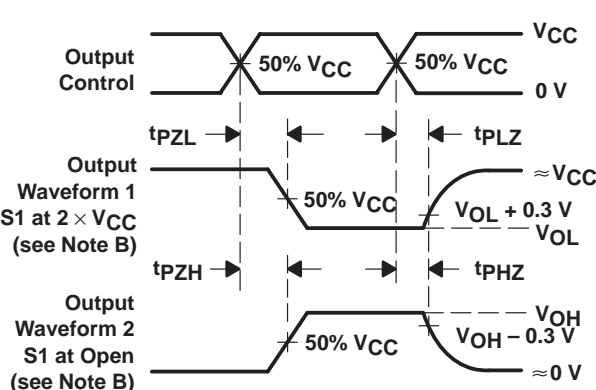 VCC
Output
Control
50% VCC
50% VCC
0 V
tPZL
tPLZ
Output
Waveform 1
S1 at 2 × VCC
(see Note B)
50% VCC
≈VCC
VOL + 0.3 V
VOL
tPZH
tPHZ
Output
Waveform 2
S1 at Open
(see Note B)
50% VCC
VOH
VOH – 0.3 V
≈0 V